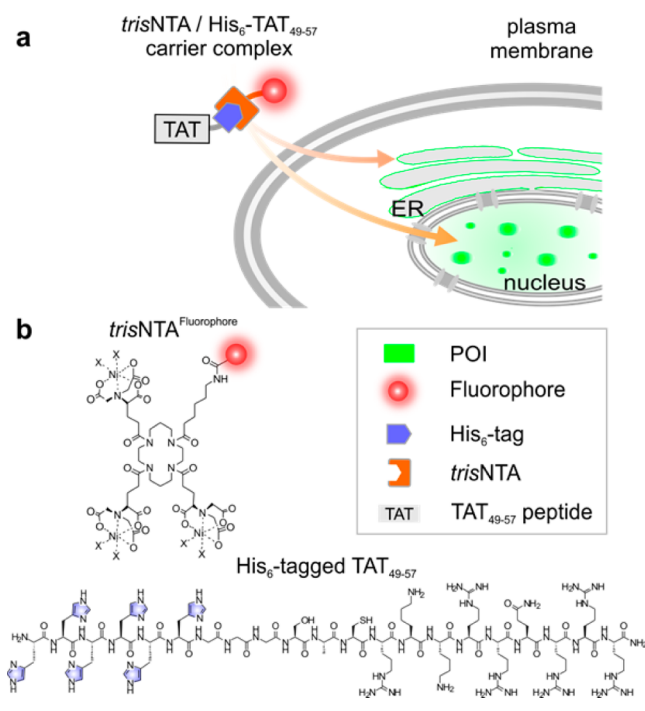 a
trisNTA / His6-TAT49-57
carrier complex
plasma
membrane
TAT
ER
nucleus
b
trisNTAFluorophore
POI
Fluorophore
His6-tag
trisNTA
TAT
TAT49-57 peptide
His6-tagged TAT49-57